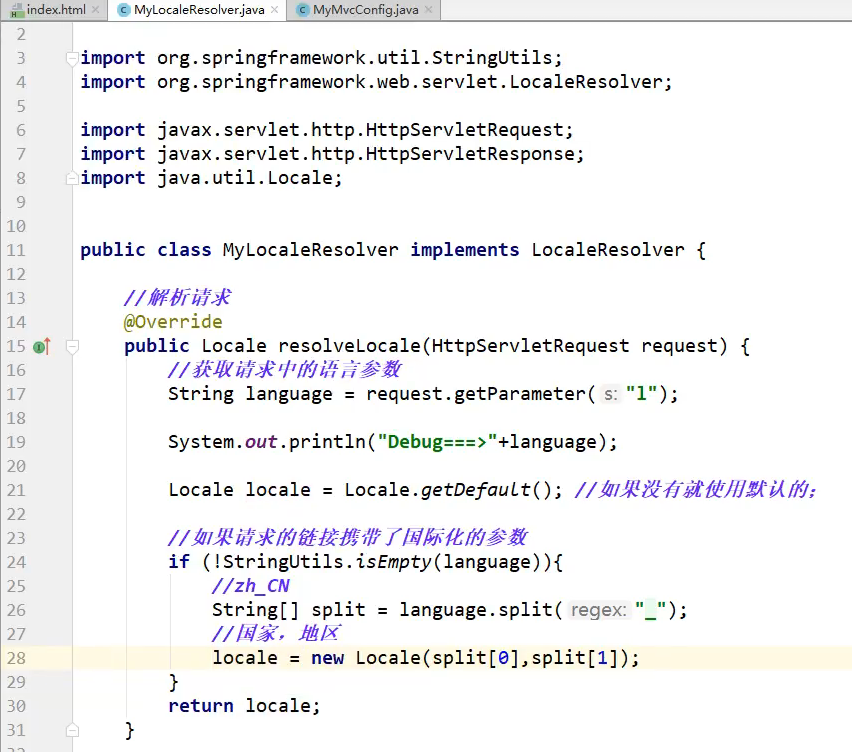 index.html MyLocaleResolver.java MyMvcConfig.java
2
3 import org.springframework.util.StringUtils;
4 import org.springframework.web.servlet.LocaleResolver;
5
6 import javax.servlet.http.HttpServletRequest;
7 import javax.servlet.http.HttpServletResponse;
8 import java.util.Locale;
9
10
11 public class MyLocaleResolver implements LocaleResolver {
12
13 //解析请求
14 @Override
15 public Locale resolveLocale(HttpServletRequest request) {
16 //获取请求中的语言参数
17 String language = request.getParameter( s: "l");
18
19 System.out.println("Debug===>"+language);
20
21 Locale locale = Locale.getDefault(); //如果没有就使用默认的;
22
23 //如果请求的链接携带了国际化的参数
24 if (!StringUtils.isEmpty(language)){
25 //zh_CN
26 String[] split = language.split( regex: "_");
27 //国家，地区
28 locale = new Locale(split[0],split[1]);
29 }
30 return locale;
31 }